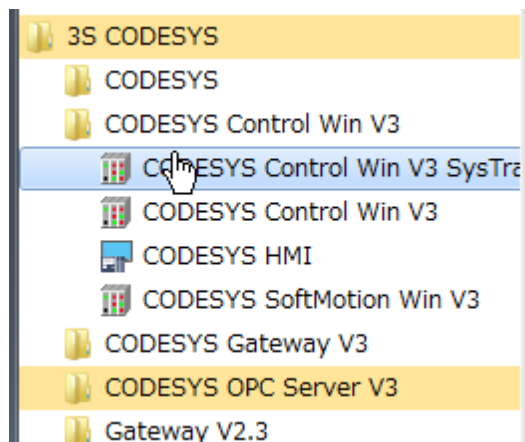 3S CODESYS
CODESYS
CODESYS Control Win V3
CODESYS Control Win V3 SysTra
CODESYS Control Win V3
CODESYS HMI
CODESYS SoftMotion Win V3
CODESYS Gateway V3
CODESYS OPC Server V3
Gateway V2.3